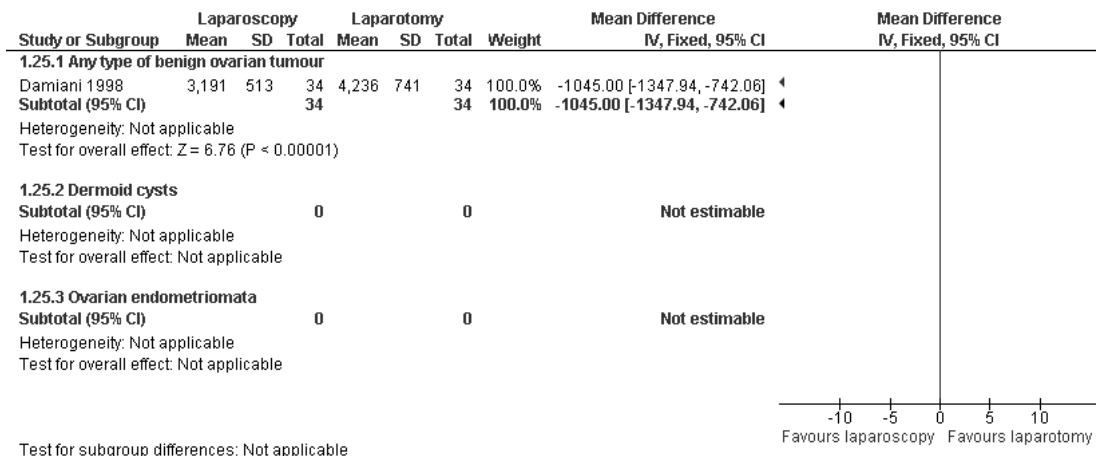 Laparoscopy Laparotomy Mean Difference Mean Difference
Study or Subgroup Mean SD Total Mean SD Total Weight IV, Fixed, 95% CI IV, Fixed, 95% CI
1.25.1 Any type of benign ovarian tumour
Damiani 1998 3,191 513 34 4,236 741 34 100.0% -1045.00 [-1347.94, -742.06]
Subtotal (95% CI) 34 34 100.0% -1045.00 [-1347.94, -742.06]
Heterogeneity: Not applicable
Test for overall effect: Z = 6.76 (P < 0.00001)
1.25.2 Dermoid cysts
Subtotal (95% CI) 0 0 Not estimable
Heterogeneity: Not applicable
Test for overall effect: Not applicable
1.25.3 Ovarian endometriomata
Subtotal (95% CI) 0 0 Not estimable
Heterogeneity: Not applicable
Test for overall effect: Not applicable
-10 -5 0 5 10
Favours laparoscopy Favours laparotomy
Test for subgroup differences: Not applicable